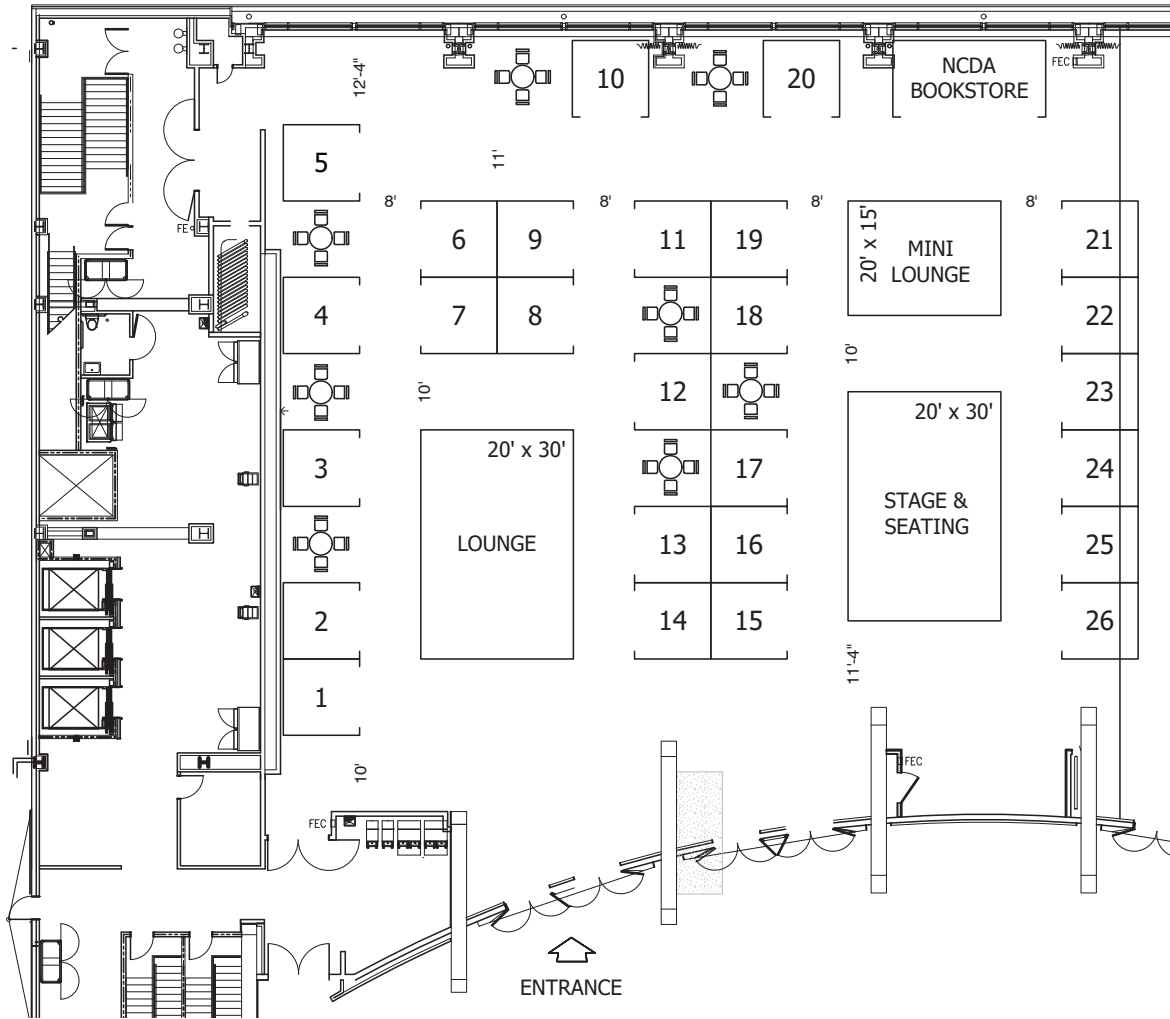 10
20
NCDA
BOOKSTORE
FEC
12'-4"
5
11'
8'
8'
8'
8'
FE
6
9
11
19
20' x 15'
MINI
LOUNGE
21
4
7
8
18
22
10'
10'
12
23
20' x 30'
20' x 30'
3
17
24
STAGE &
SEATING
LOUNGE
13
16
25
2
14
15
26
11'-4"
1
10'
FEC
FEC
ENTRANCE